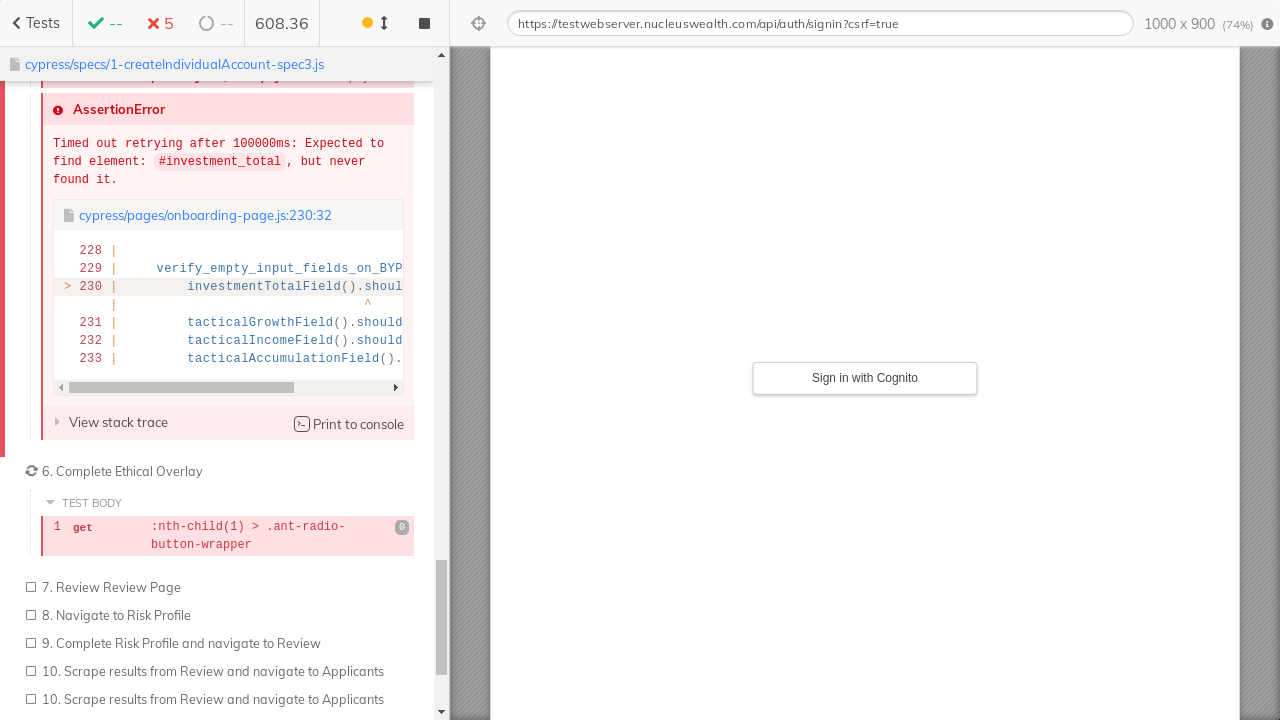 Tests
--
5
--
608.36
https://testwebserver.nucleuswealth.com/api/auth/signin?csrf=true
1000 x 900 (74%)
cypress/specs/1-createIndividualAccount-spec3.js
AssertionError
Timed out retrying after 100000ms: Expected to
find element: #investment_total, but never
found it.
cypress/pages/onboarding-page.js:230:32
228 |
229 | verify_empty_input_fields_on_BYP
> 230 | investmentTotalField().shoul
| ^
231 | tacticalGrowthField().should
232 | tacticalIncomeField().should
233 | tacticalAccumulationField().
View stack trace
Print to console
6. Complete Ethical Overlay
TEST BODY
1 get :nth-child(1) > .ant-radio-
button-wrapper
0
7. Review Review Page
8. Navigate to Risk Profile
9. Complete Risk Profile and navigate to Review
10. Scrape results from Review and navigate to Applicants
10. Scrape results from Review and navigate to Applicants
Sign in with Cognito